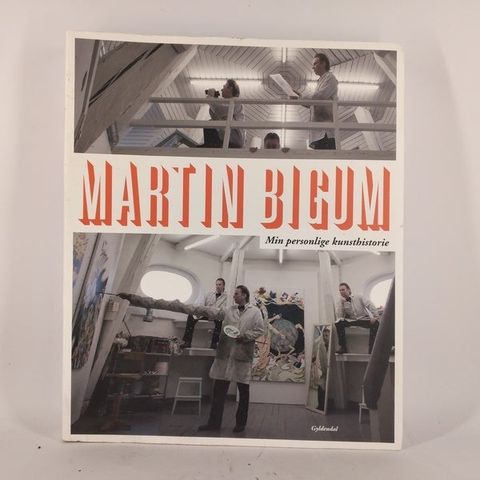 MARTIN BIGUM
Min personlige kunsthistorie
Gyldendal